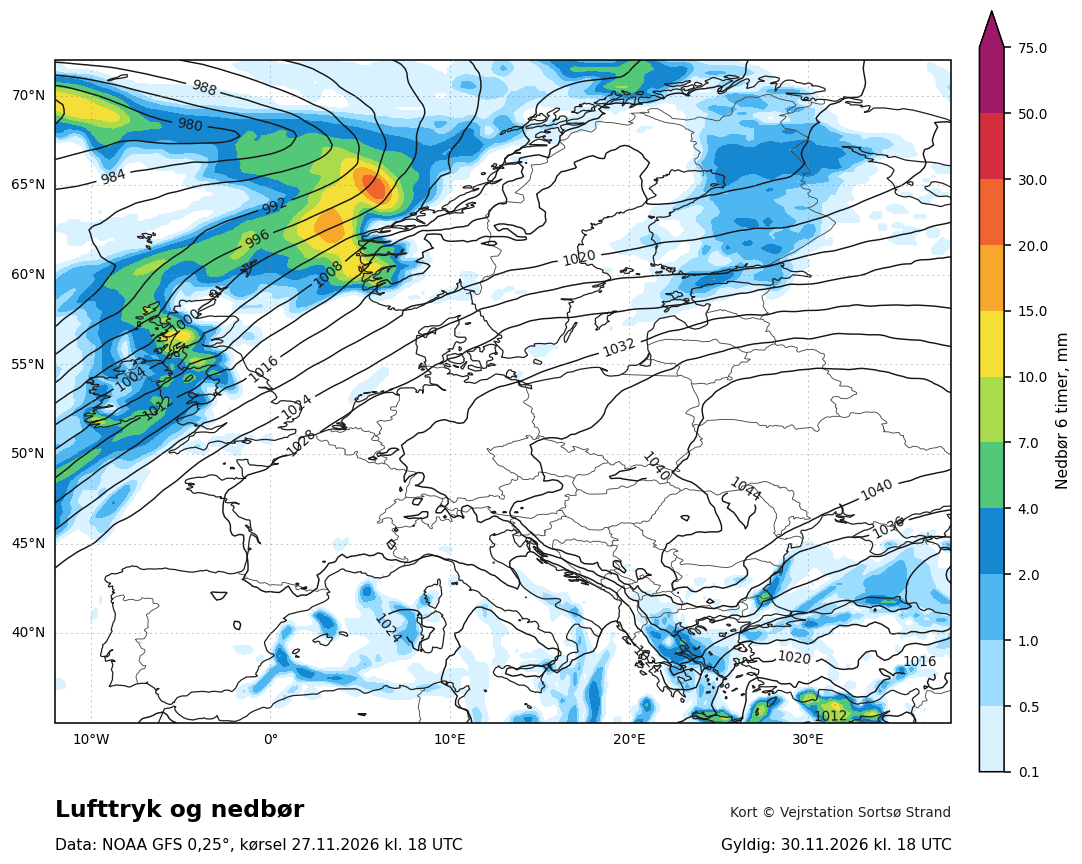 75.0
50.0
30.0
20.0
15.0
10.0
7.0
4.0
2.0
1.0
0.5
0.1
Nedbør 6 timer, mm
70°N
65°N
60°N
55°N
50°N
45°N
40°N
10°W
0°
10°E
20°E
30°E
988
980
984
992
996
1008
1000
1004
1012
1016
1024
1028
1020
1032
1040
1044
1040
1036
1024
1020
1016
1012
Lufttryk og nedbør
Kort © Vejrstation Sortsø Strand
Data: NOAA GFS 0,25°, kørsel 27.11.2026 kl. 18 UTC
Gyldig: 30.11.2026 kl. 18 UTC